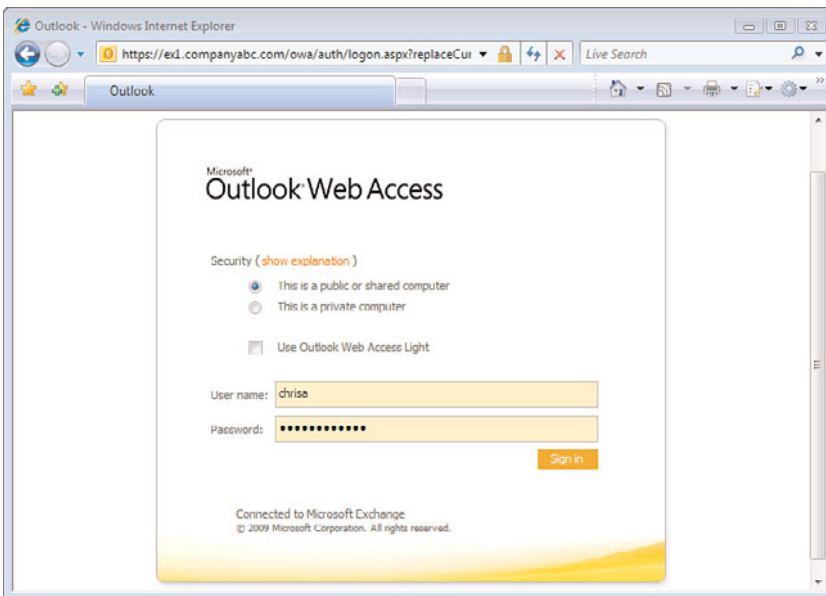 Outlook - Windows Internet Explorer
https://ex1.companyabc.com/owa/auth/logon.aspx?replaceCur
Live Search
Outlook
Microsoft®
Outlook® Web Access
Security ( show explanation )
This is a public or shared computer
This is a private computer
Use Outlook Web Access Light
User name: chrisa
Password: ••••••••••••
Sign in
Connected to Microsoft Exchange
© 2009 Microsoft Corporation. All rights reserved.